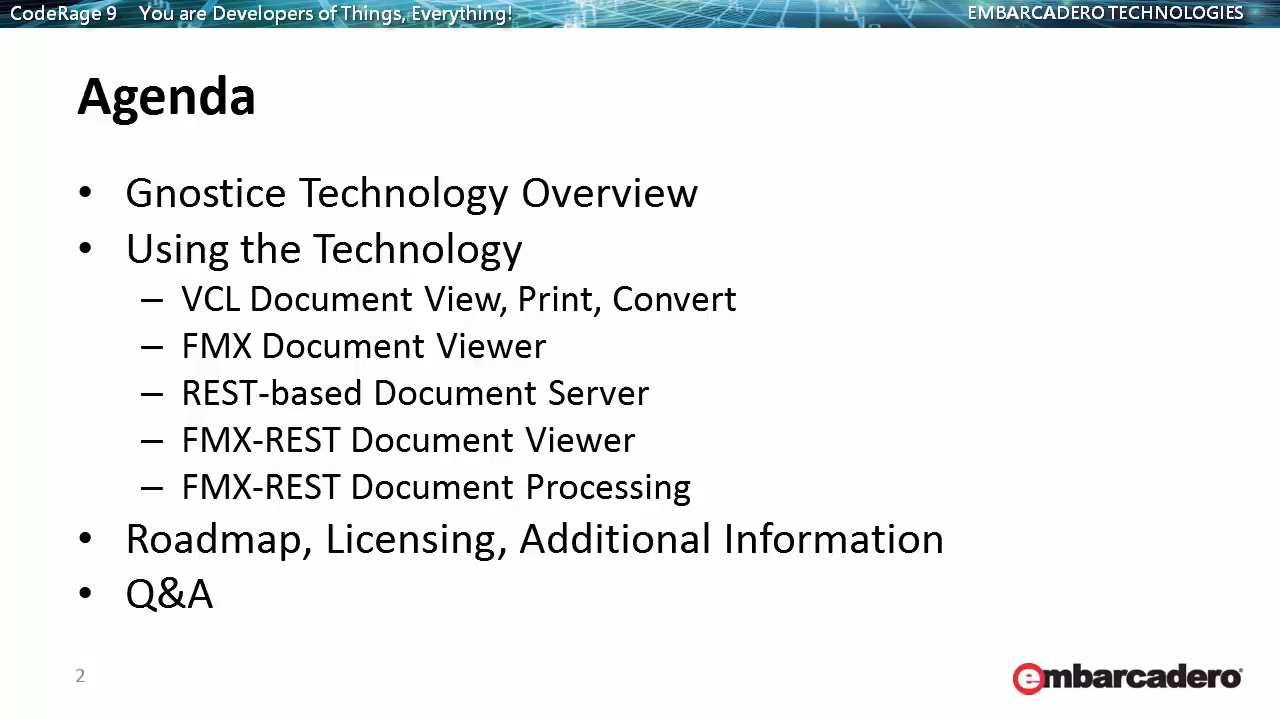 CodeRage 9 You are Developers of Things, Everything! EMBARCADERO TECHNOLOGIES
Agenda
• Gnostice Technology Overview
• Using the Technology
– VCL Document View, Print, Convert
– FMX Document Viewer
– REST-based Document Server
– FMX-REST Document Viewer
– FMX-REST Document Processing
• Roadmap, Licensing, Additional Information
• Q&A
2
embarcadero